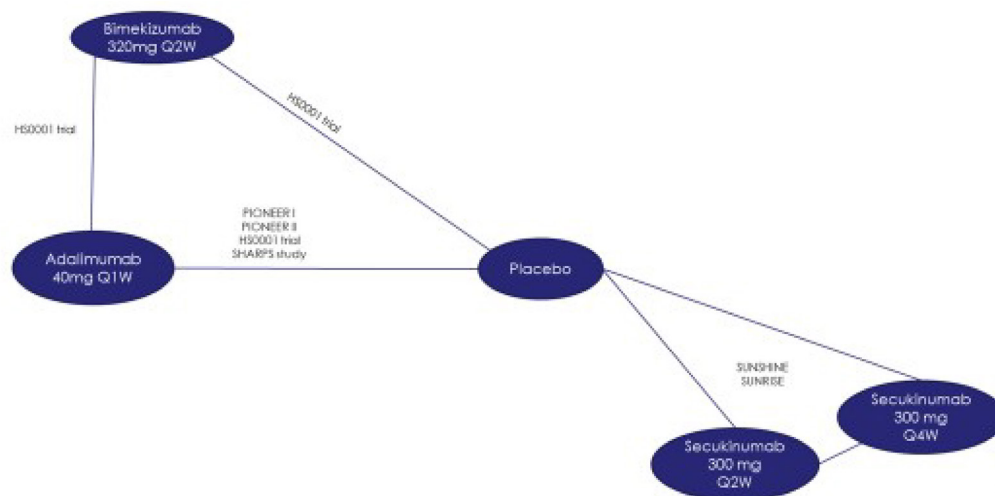 Bimekizumab
320mg Q2W
HS0001 trial
HS0001 trial
PIONEER I
PIONEER II
HS0001 trial
SHARPS study
Adalimumab
40mg Q1W
Placebo
SUNSHINE
SUNRISE
Secukinumab
300 mg
Q4W
Secukinumab
300 mg
Q2W